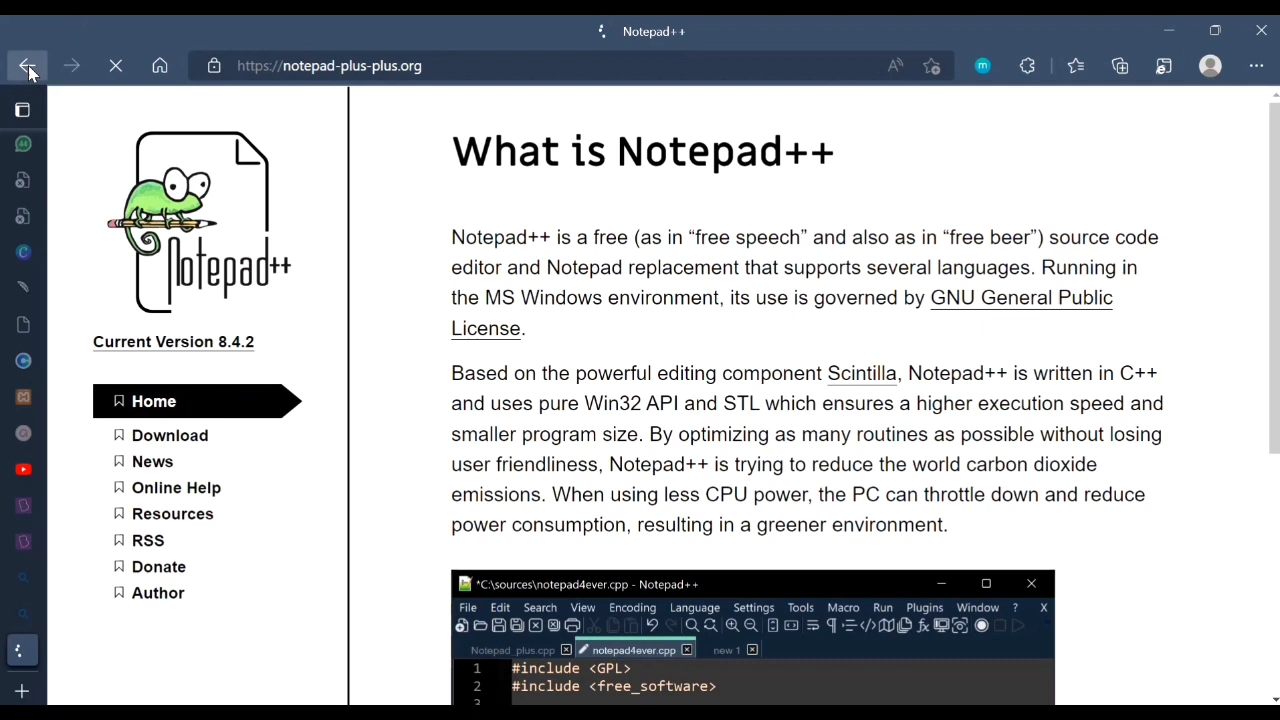 Notepad++
https://notepad-plus-plus.org
44
m
Notepad++
Current Version 8.4.2
Home
Download
News
Online Help
Resources
RSS
Donate
Author
What is Notepad++
Notepad++ is a free (as in “free speech” and also as in “free beer”) source code
editor and Notepad replacement that supports several languages. Running in
the MS Windows environment, its use is governed by GNU General Public
License.
Based on the powerful editing component Scintilla, Notepad++ is written in C++
and uses pure Win32 API and STL which ensures a higher execution speed and
smaller program size. By optimizing as many routines as possible without losing
user friendliness, Notepad++ is trying to reduce the world carbon dioxide
emissions. When using less CPU power, the PC can throttle down and reduce
power consumption, resulting in a greener environment.
*C:\sources\notepad4ever.cpp - Notepad++
File Edit Search View Encoding Language Settings Tools Macro Run Plugins Window ? X
Notepad_plus.cpp notepad4ever.cpp new 1
1 #include <GPL>
2 #include <free_software>
3